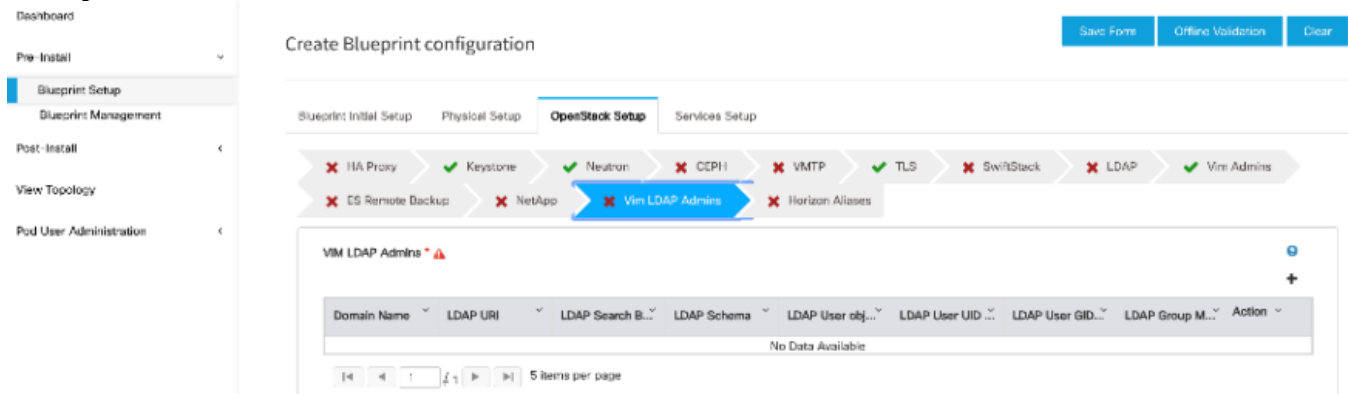 Dashboard
Create Blueprint configuration
Save Form Offline Validation Clear
Pre-Install
Blueprint Setup
Blueprint Management
Blueprint Initial Setup Physical Setup OpenStack Setup Services Setup
Post-Install
HA Proxy Keystone Neutron CEPH VMTP TLS SwiftStack LDAP Vim Admins
View Topology
ES Remote Backup NetApp Vim LDAP Admins Horizon Aliases
Pod User Administration
VIM LDAP Admins *
Domain Name LDAP URI LDAP Search B... LDAP Schema LDAP User obj... LDAP User UID ... LDAP User GID... LDAP Group M... Action
No Data Available
1 / 1 5 items per page